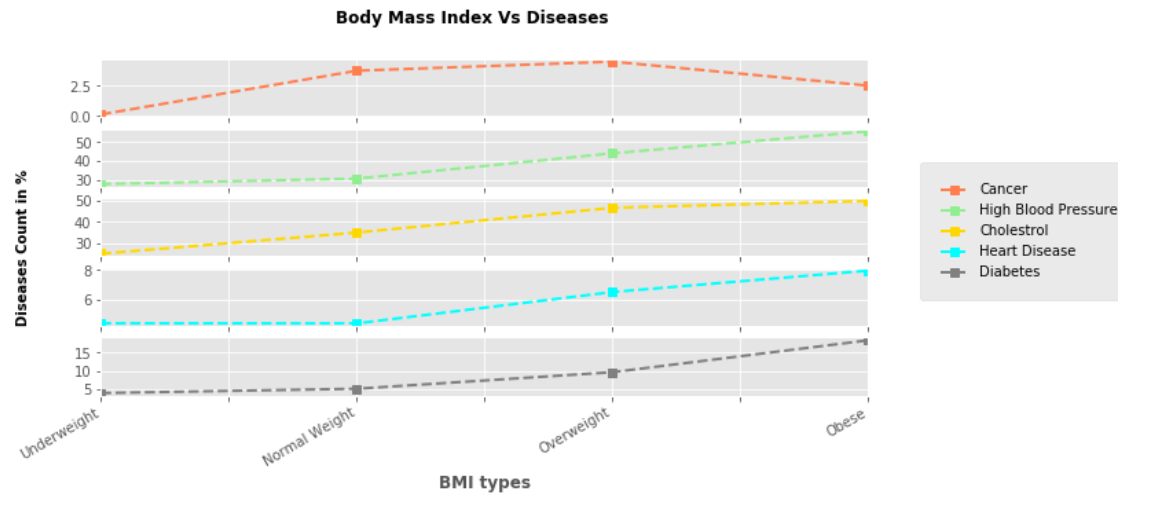 Body Mass Index Vs Diseases
Diseases Count in %
2.5
0.0
50
40
30
50
40
30
8
6
15
10
5
Underweight
Normal Weight
Overweight
Obese
BMI types
Cancer
High Blood Pressure
Cholestrol
Heart Disease
Diabetes